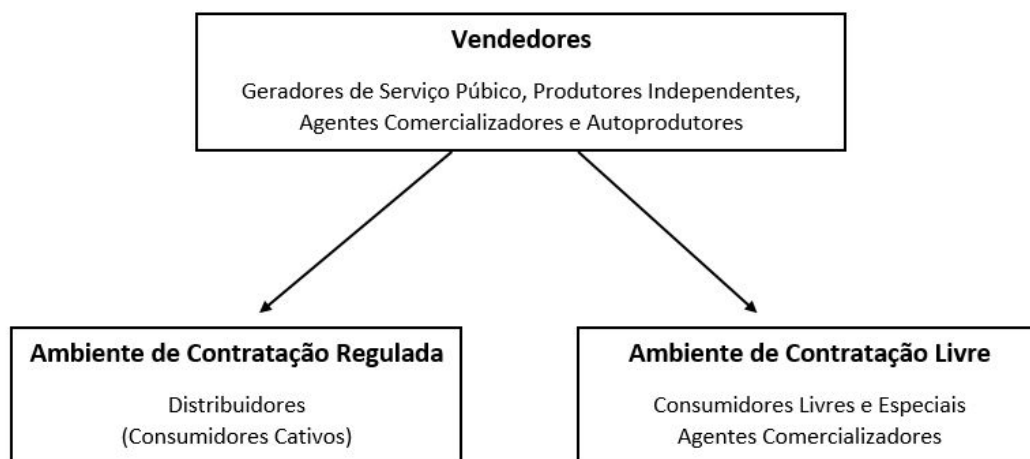 Vendedores
Geradores de Serviço Púbico, Produtores Independentes,
Agentes Comercializadores e Autoprodutores
Ambiente de Contratação Regulada
Distribuidores
(Consumidores Cativos)
Ambiente de Contratação Livre
Consumidores Livres e Especiais
Agentes Comercializadores